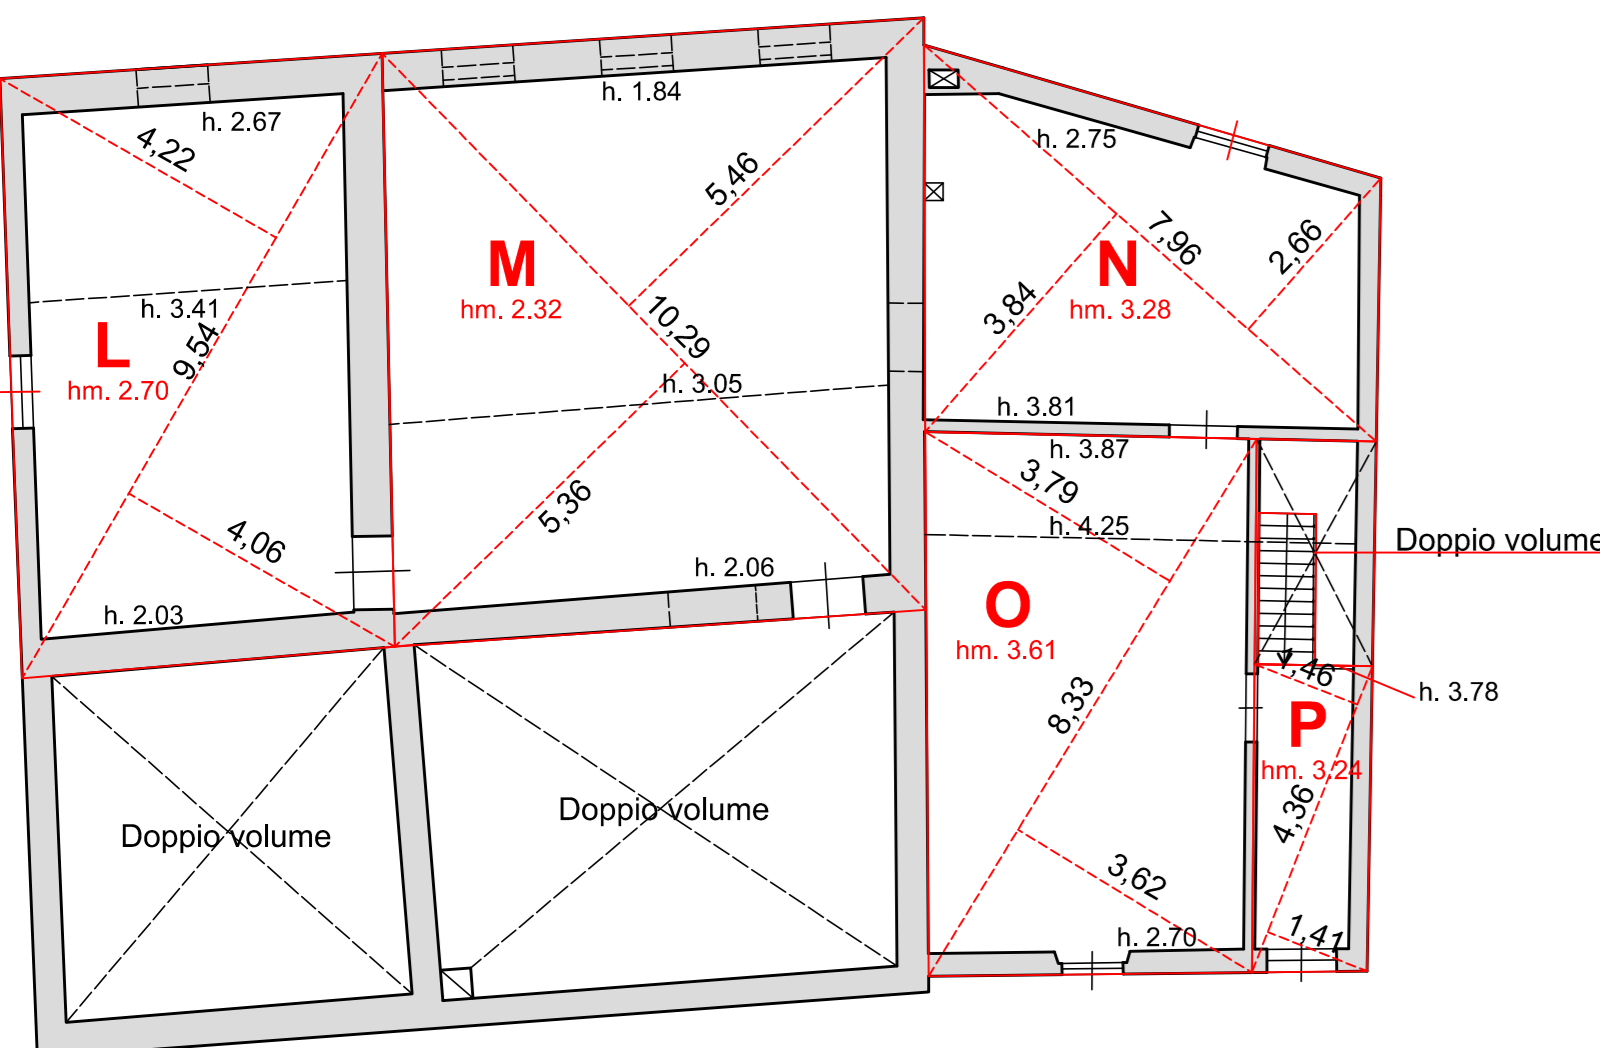 h. 1.84
h. 2.67
4,22
h. 2.75
5,46
M
hm. 2.32
7,96
2,66
N
hm. 3.28
h. 3.41
3,84
L
hm. 2.70
9,54
10,29
h. 3.05
h. 3.81
h. 3.87
3,79
5,36
4,06
h. 4.25
Doppio volume
h. 2.06
h. 2.03
O
hm. 3.61
1,46
h. 3.78
8,33
P
hm. 3.24
4,36
Doppio volume
Doppio volume
3,62
h. 2.70
1,41